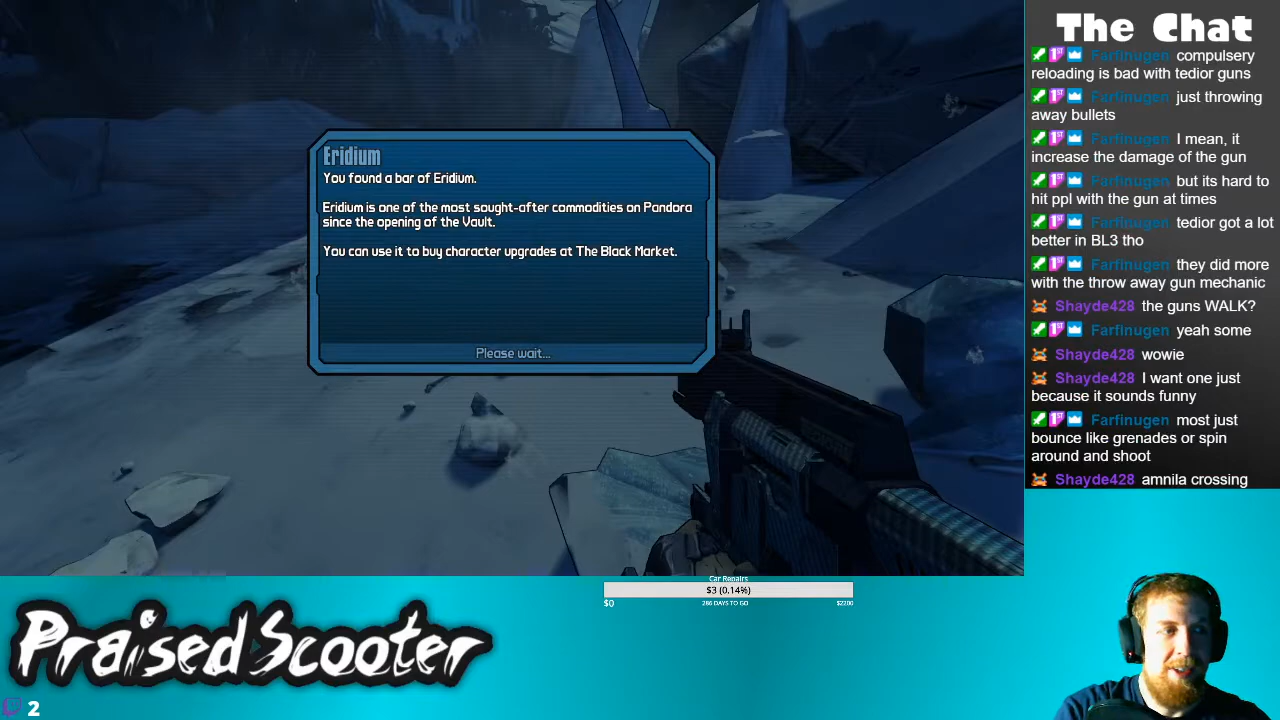 Eridium
You found a bar of Eridium.
Eridium is one of the most sought-after commodities on Pandora
since the opening of the Vault.
You can use it to buy character upgrades at The Black Market.
Please wait...
The Chat
Farfinugen compulsery
reloading is bad with tedior guns
Farfinugen just throwing
away bullets
Farfinugen I mean, it
increase the damage of the gun
Farfinugen but its hard to
hit ppl with the gun at times
Farfinugen tedior got a lot
better in BL3 tho
Farfinugen they did more
with the throw away gun mechanic
Shayde428 the guns WALK?
Farfinugen yeah some
Shayde428 wowie
Shayde428 I want one just
because it sounds funny
Farfinugen most just
bounce like grenades or spin
around and shoot
Shayde428 amnila crossing
Car Repairs
$3 (0.14%)
$0 286 DAYS TO GO $2200
PraisedScooter
2